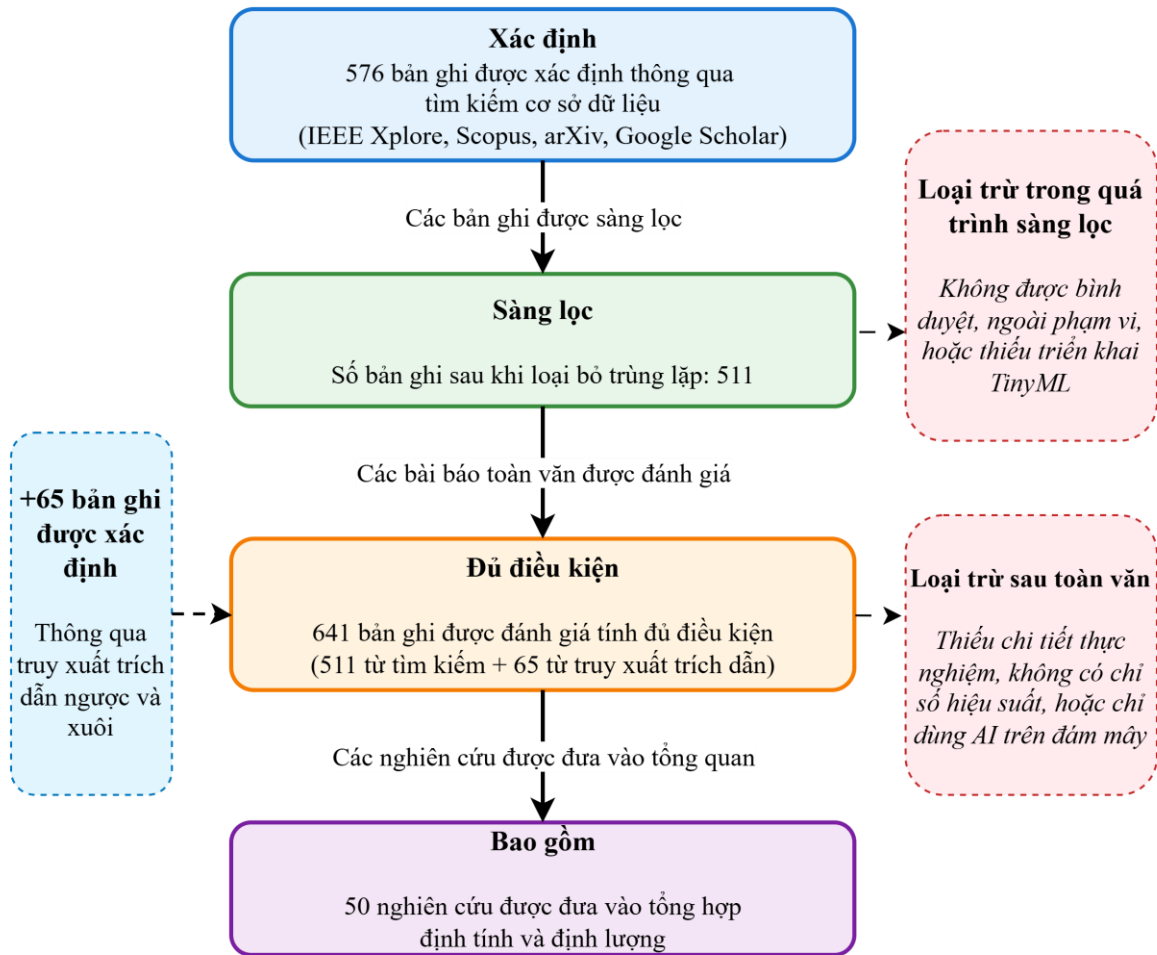 Xác định
576 bản ghi được xác định thông qua
tìm kiếm cơ sở dữ liệu
(IEEE Xplore, Scopus, arXiv, Google Scholar)
Các bản ghi được sàng lọc
Loại trừ trong quá
trình sàng lọc
Không được bình
duyệt, ngoài phạm vi,
hoặc thiếu triển khai
TinyML
Sàng lọc
Số bản ghi sau khi loại bỏ trùng lặp: 511
Các bài báo toàn văn được đánh giá
+65 bản ghi
được xác
định
Thông qua
truy xuất trích
dẫn ngược và
xuôi
Đủ điều kiện
641 bản ghi được đánh giá tính đủ điều kiện
(511 từ tìm kiếm + 65 từ truy xuất trích dẫn)
Loại trừ sau toàn văn
Thiếu chi tiết thực
nghiệm, không có chỉ
số hiệu suất, hoặc chỉ
dùng AI trên đám mây
Các nghiên cứu được đưa vào tổng quan
Bao gồm
50 nghiên cứu được đưa vào tổng hợp
định tính và định lượng